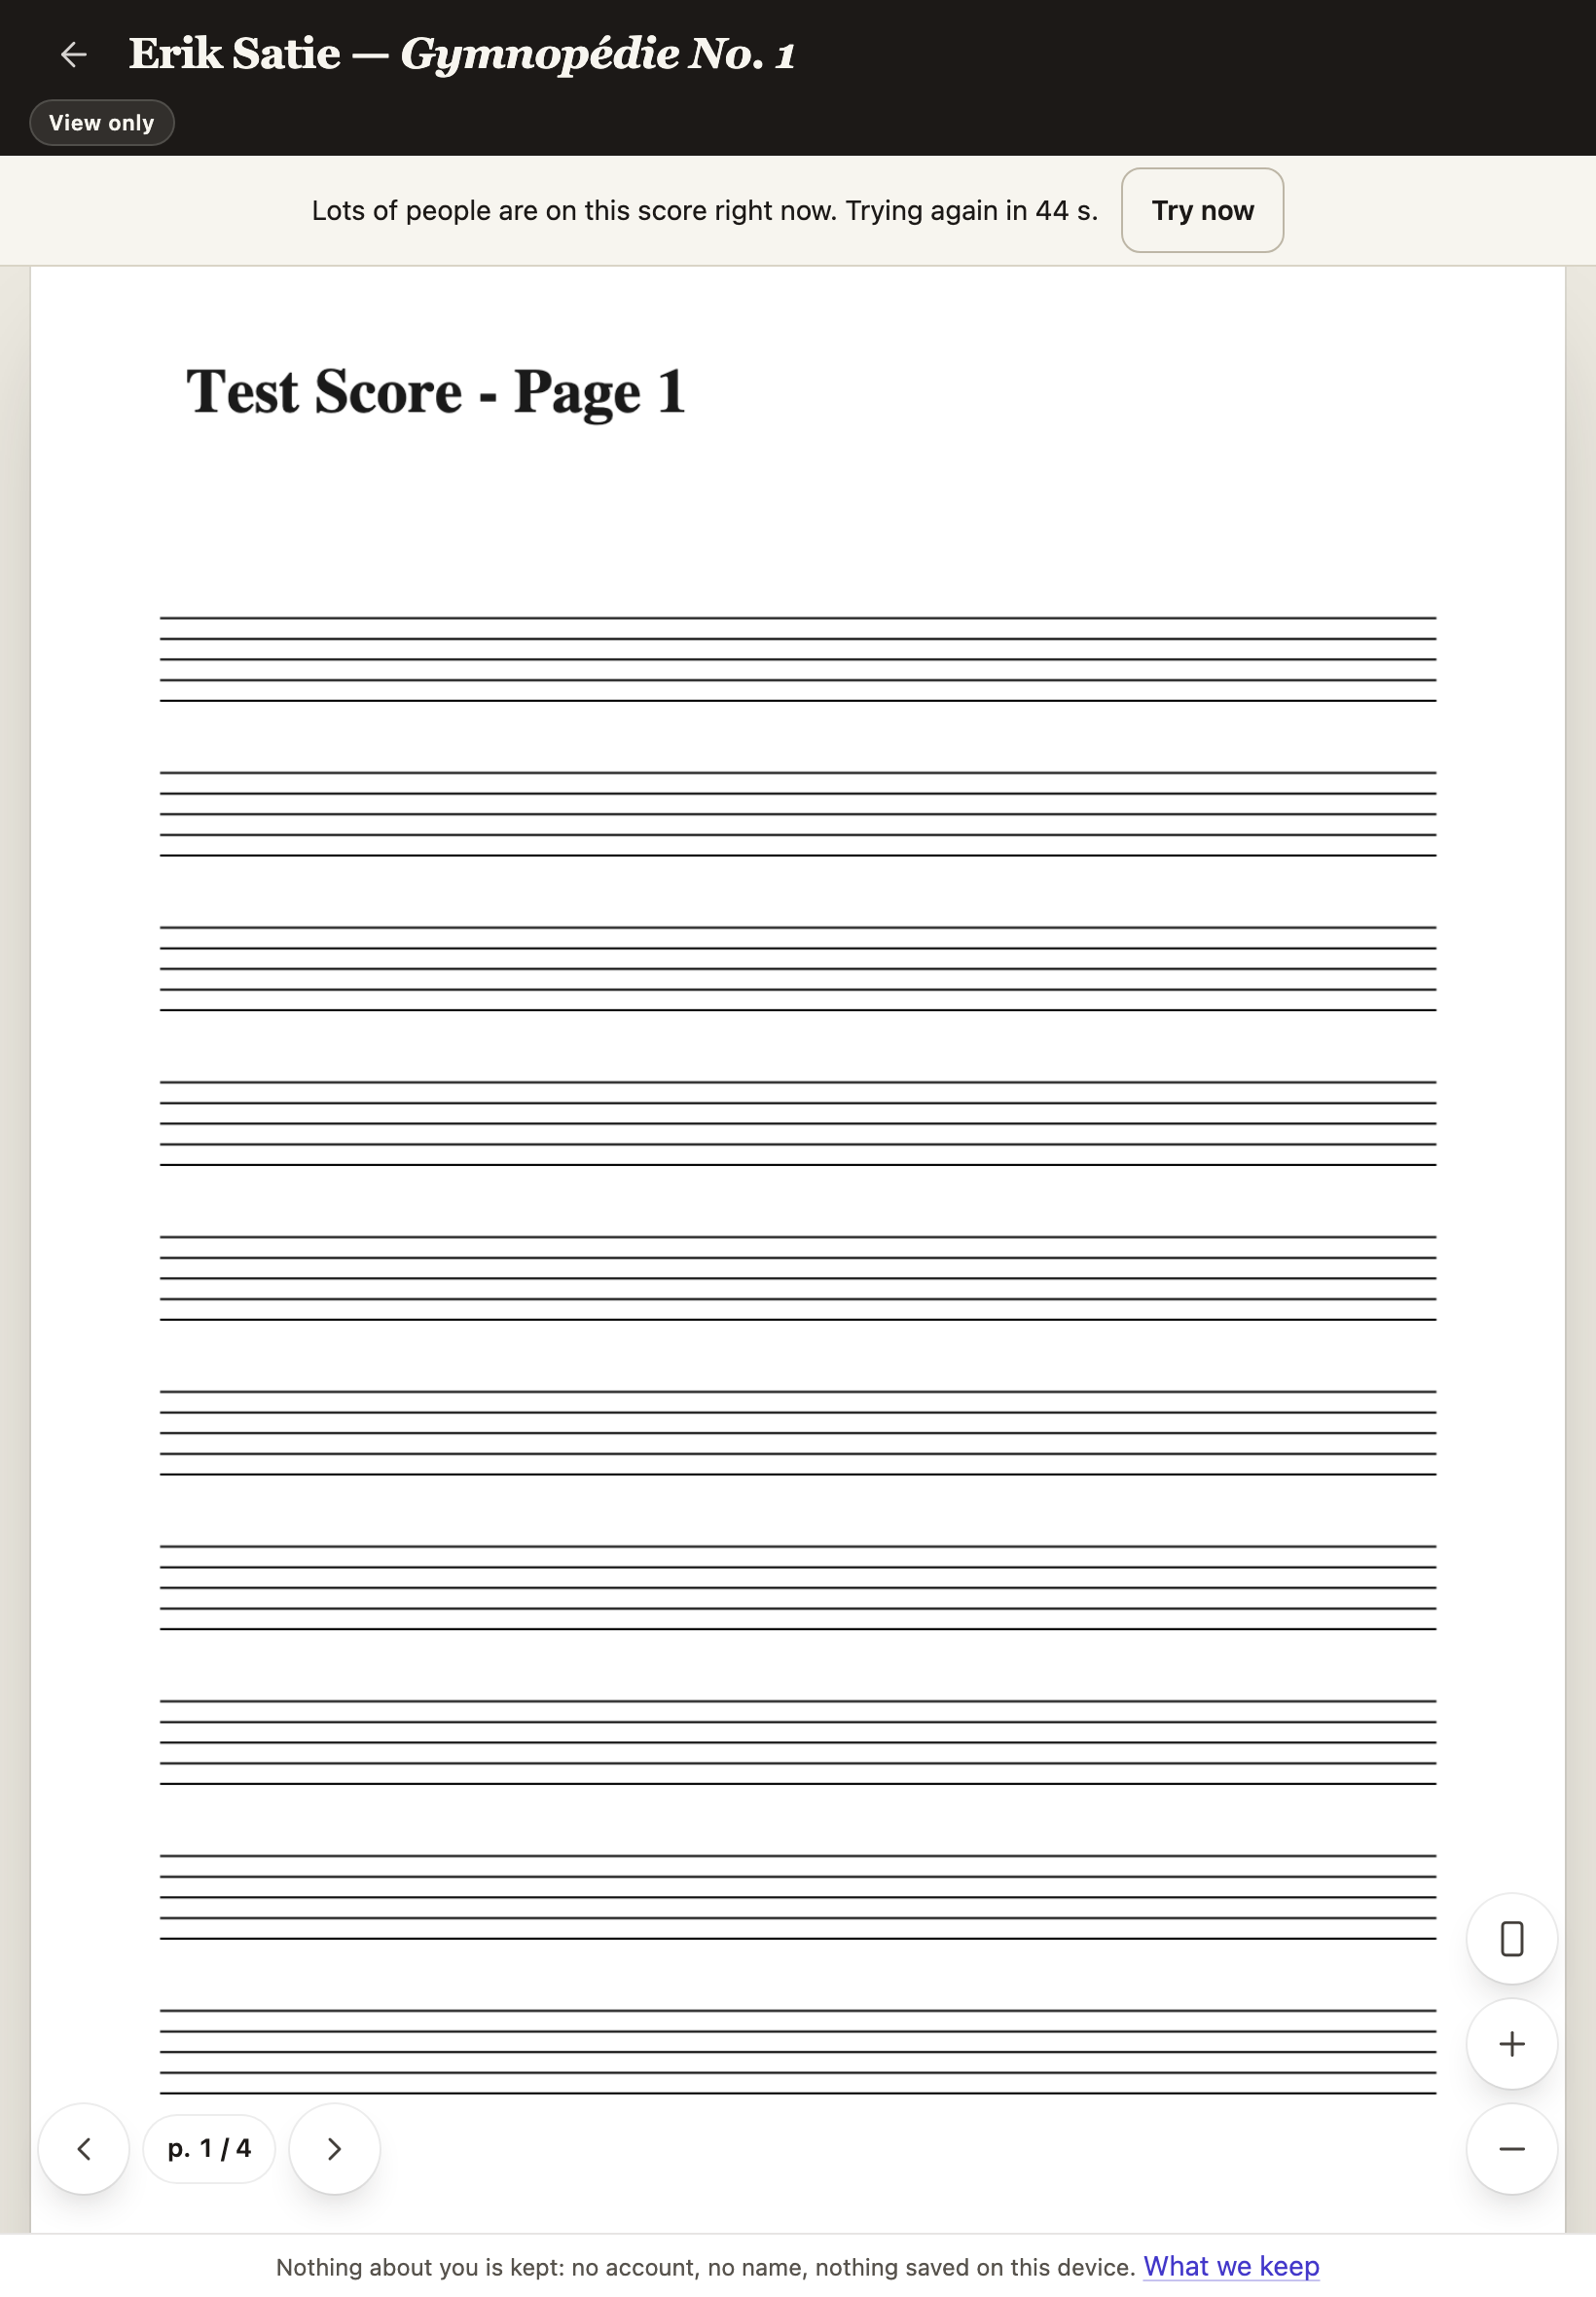 Erik Satie — Gymnopédie No. 1
View only
Lots of people are on this score right now. Trying again in 44 s.
Try now
Test Score - Page 1
p. 1 / 4
Nothing about you is kept: no account, no name, nothing saved on this device. What we keep